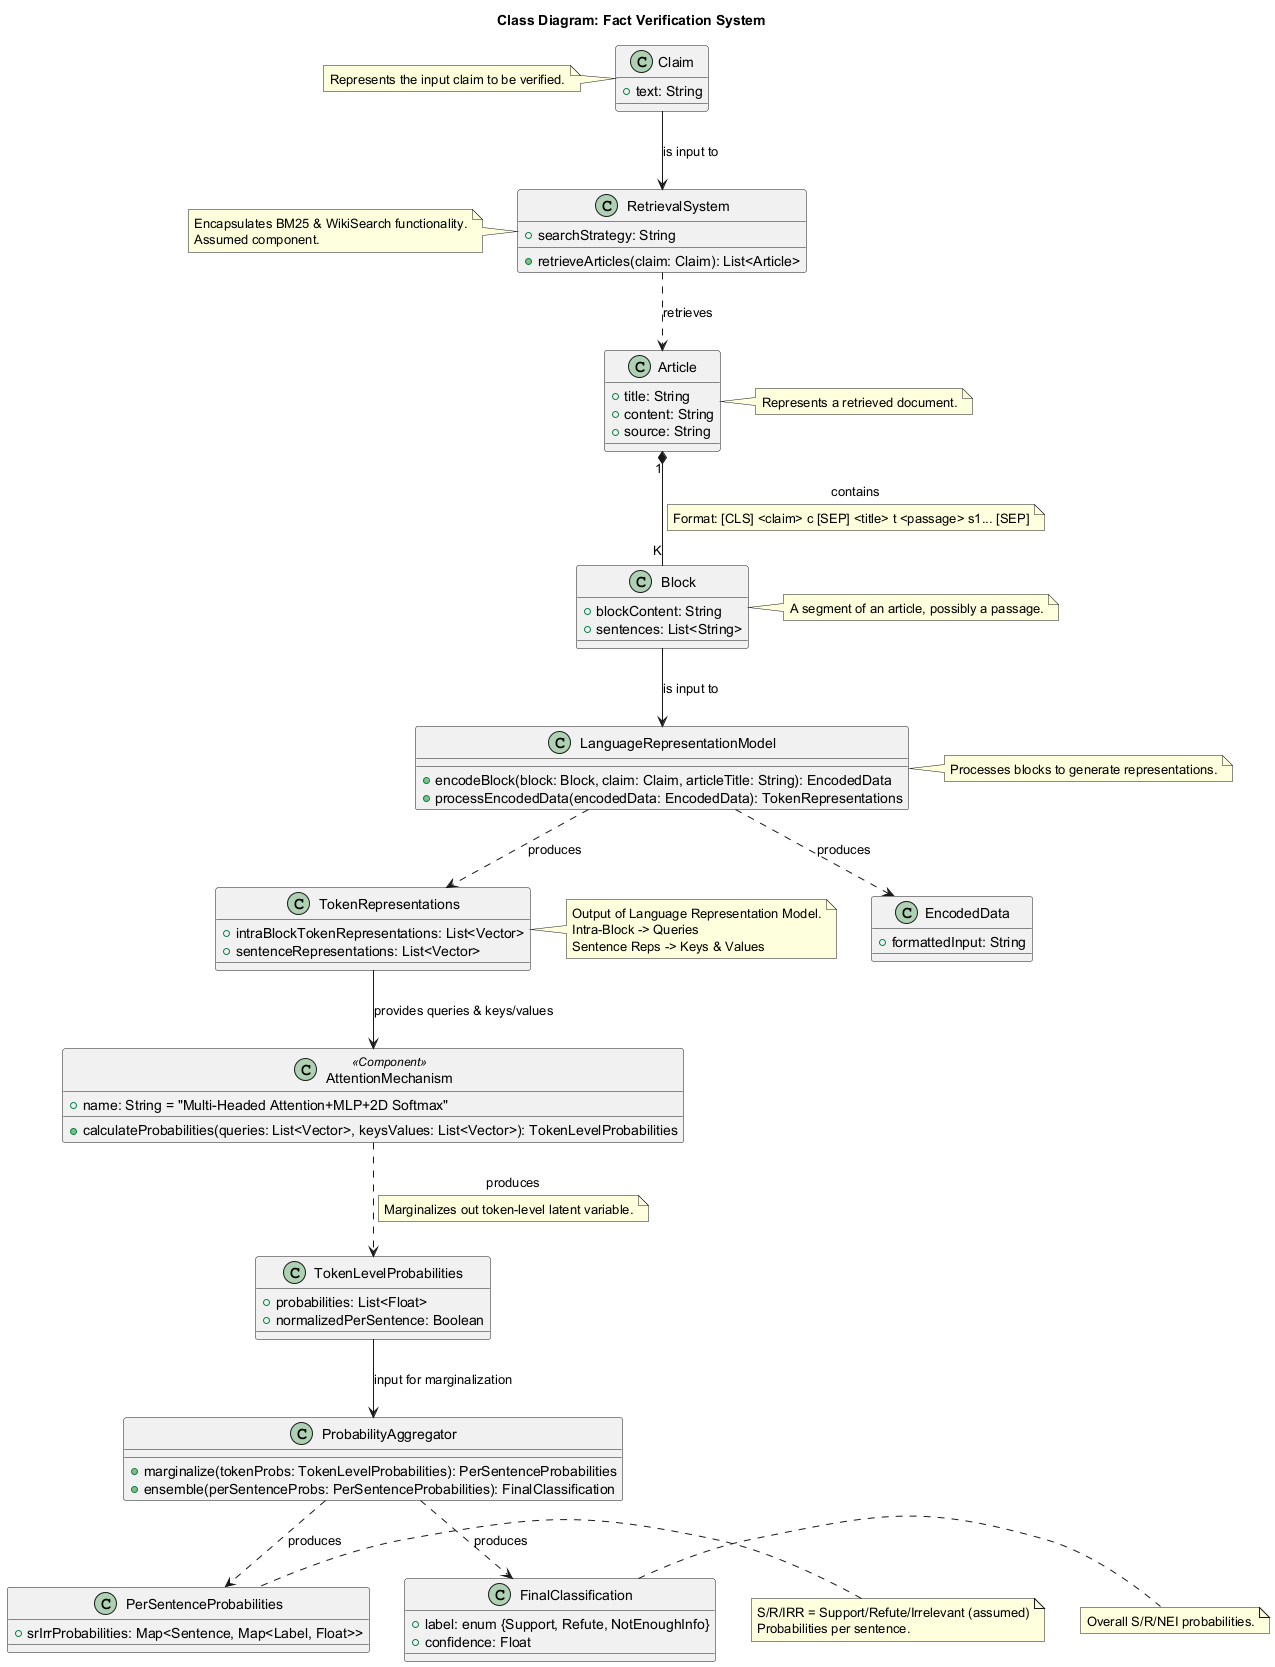 Class Diagram: Fact Verification System
C Claim
+ text: String
Represents the input claim to be verified.
is input to
C RetrievalSystem
searchStrategy: String
retrieveArticles(claim: Claim): List<Article>
Encapsulates BM25 & WikiSearch functionality.
Assumed component.
retrieves
C Article
title: String
content: String
source: String
Represents a retrieved document.
1
contains
Format: [CLS] <claim> c [SEP] <title> t <passage> s1... [SEP]
K
C Block
blockContent: String
sentences: List<String>
A segment of an article, possibly a passage.
is input to
C LanguageRepresentationModel
encodeBlock(block: Block, claim: Claim, articleTitle: String): EncodedData
processEncodedData(encodedData: EncodedData): TokenRepresentations
Processes blocks to generate representations.
produces
produces
C TokenRepresentations
intraBlockTokenRepresentations: List<Vector>
sentenceRepresentations: List<Vector>
Output of Language Representation Model.
Intra-Block -> Queries
Sentence Reps -> Keys & Values
C EncodedData
formattedInput: String
provides queries & keys/values
«Component»
C AttentionMechanism
name: String = "Multi-Headed Attention+MLP+2D Softmax"
calculateProbabilities(queries: List<Vector>, keysValues: List<Vector>): TokenLevelProbabilities
produces
Marginalizes out token-level latent variable.
C TokenLevelProbabilities
probabilities: List<Float>
normalizedPerSentence: Boolean
input for marginalization
C ProbabilityAggregator
marginalize(tokenProbs: TokenLevelProbabilities): PerSentenceProbabilities
ensemble(perSentenceProbs: PerSentenceProbabilities): FinalClassification
produces
produces
C PerSentenceProbabilities
srIrrProbabilities: Map<Sentence, Map<Label, Float>>
C FinalClassification
label: enum {Support, Refute, NotEnoughInfo}
confidence: Float
S/R/IRR = Support/Refute/Irrelevant (assumed)
Probabilities per sentence.
Overall S/R/NEI probabilities.